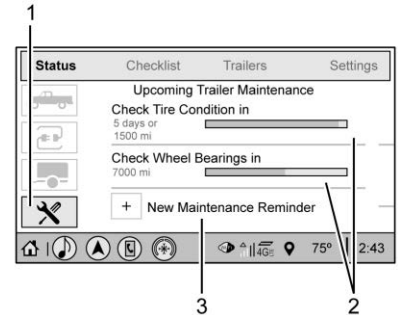 1
Status Checklist Trailers Settings
Upcoming Trailer Maintenance
Check Tire Condition in
5 days or
1500 mi
Check Wheel Bearings in
7000 mi
+ New Maintenance Reminder
4G 75° 2:43
3 2